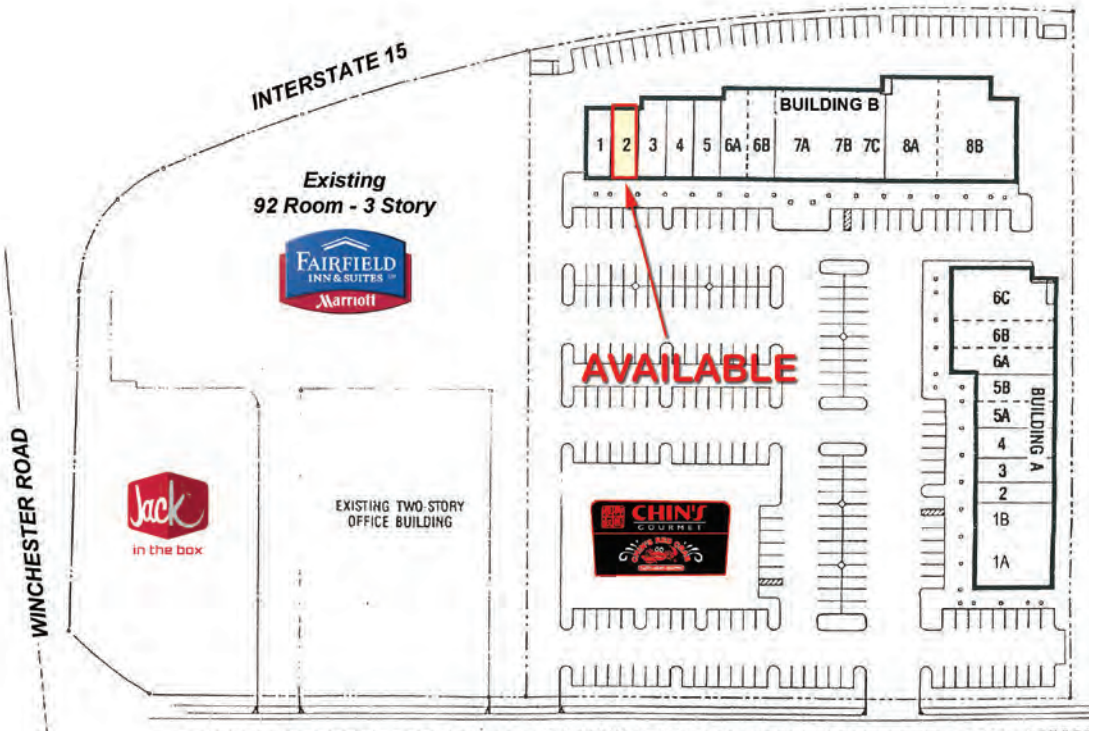 INTERSTATE 15
BUILDING B
1 2 3 4 5 6A 6B 7A 7B 7C 8A 8B
Existing
92 Room - 3 Story
FAIRFIELD
INN & SUITES
Marriott
AVAILABLE
6C
6B
6A
5B
5A
4
3
2
1B
1A
BUILDING A
WINCHESTER ROAD
Jack
in the box
EXISTING TWO-STORY
OFFICE BUILDING
CHIN'S
GOURMET